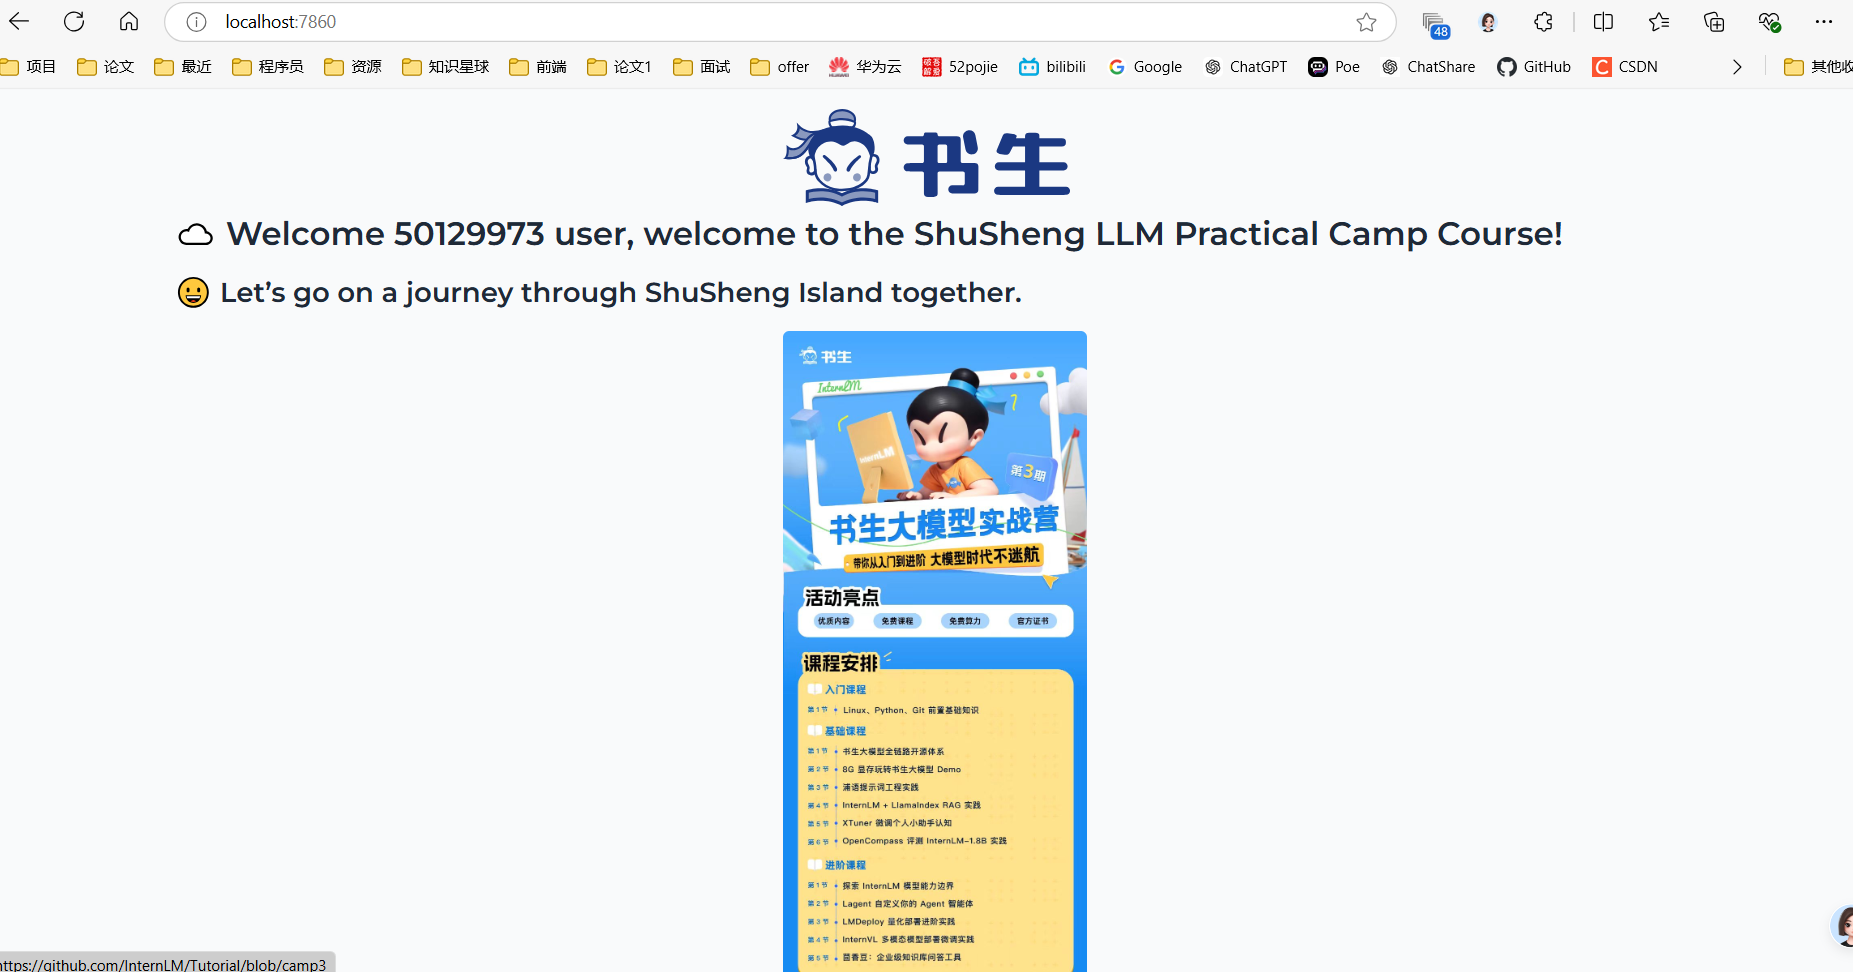 localhost:7860
48
项目 论文 最近 程序员 资源 知识星球 前端 论文1 面试 offer 华为云 52pojie bilibili Google ChatGPT Poe ChatShare GitHub CSDN 其他收
书生
Welcome 50129973 user, welcome to the ShuSheng LLM Practical Camp Course!
Let’s go on a journey through ShuSheng Island together.
书生
InternLM
InternLM
第3期
书生大模型实战营
带你从入门到进阶 大模型时代不迷航
活动亮点
优质内容 免费课程 免费算力 官方证书
课程安排
入门课程
第1节 Linux、Python、Git 前置基础知识
基础课程
第1节 书生大模型全链路开源体系
第2节 8G 显存玩转书生大模型 Demo
第3节 浦语提示词工程实践
第4节 InternLM + LlamaIndex RAG 实践
第5节 XTuner 微调个人小助手认知
第6节 OpenCompass 评测 InternLM-1.8B 实践
进阶课程
第1节 探索 InternLM 模型能力边界
第2节 Lagent 自定义你的 Agent 智能体
第3节 LMDeploy 量化部署进阶实践
第4节 InternVL 多模态模型部署微调实践
第5节 茴香豆：企业级知识库问答工具
https://github.com/InternLM/Tutorial/blob/camp3